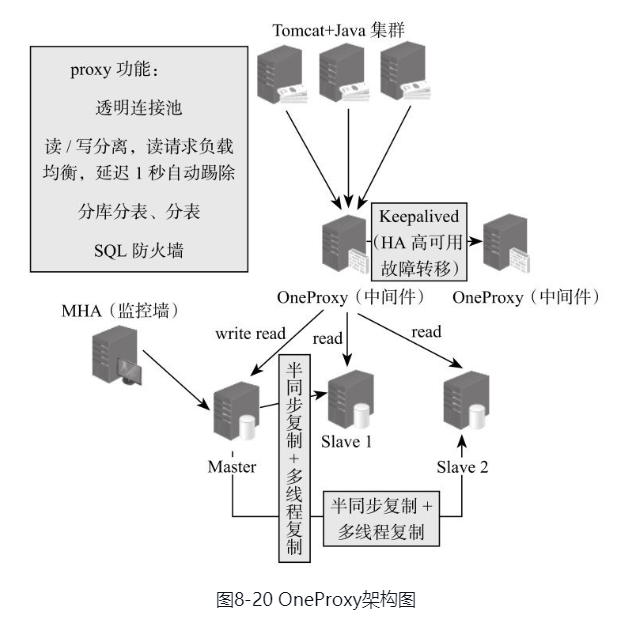 Tomcat+Java 集群
proxy 功能：
透明连接池
读 / 写分离，读请求负载
均衡，延迟 1 秒自动踢除
分库分表、分表
SQL 防火墙
Keepalived
（HA 高可用
故障转移）
OneProxy（中间件）
OneProxy（中间件）
MHA（监控墙）
write read
read
read
半同步复制+多线程复制
Master
Slave 1
Slave 2
半同步复制 +
多线程复制
图8-20 OneProxy架构图